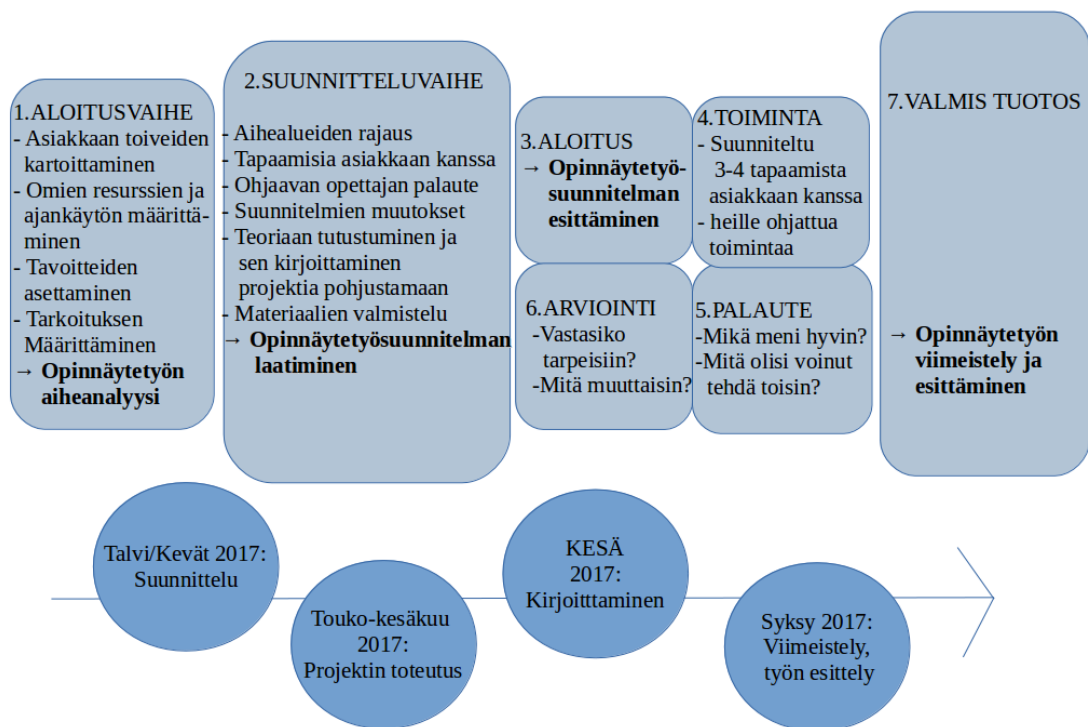 1.ALOITUSVAIHE
- Asiakkaan toiveiden
kartoittaminen
- Omien resurssien ja
ajankäytön määrittä-
minen
- Tavoitteiden
asettaminen
- Tarkoituksen
Määrittäminen
→ Opinnäytetyön
aiheanalyysi
2.SUUNNITTELUVAIHE
- Aihealueiden rajaus
- Tapaamisia asiakkaan kanssa
- Ohjaavan opettajan palaute
- Suunnitelmien muutokset
- Teoriaan tutustuminen ja
sen kirjoittaminen
projektia pohjustamaan
- Materiaalien valmistelu
→ Opinnäytetyösuunnitelman
laatiminen
3.ALOITUS
→ Opinnäytetyö-
suunnitelman
esittäminen
4.TOIMINTA
- Suunniteltu
3-4 tapaamista
asiakkaan kanssa
- heille ohjattua
toimintaa
6.ARVIOINTI
-Vastasiko
tarpeisiin?
-Mitä muuttaisin?
5.PALAUTE
-Mikä meni hyvin?
-Mitä olisi voinut
tehdä toisin?
7.VALMIS TUOTOS
→ Opinnäytetyön
viimeistely ja
esittäminen
Talvi/Kevät 2017:
Suunnittelu
Touko-kesäkuu
2017:
Projektin toteutus
KESÄ
2017:
Kirjoitttaminen
Syksy 2017:
Viimeistely,
työn esittely